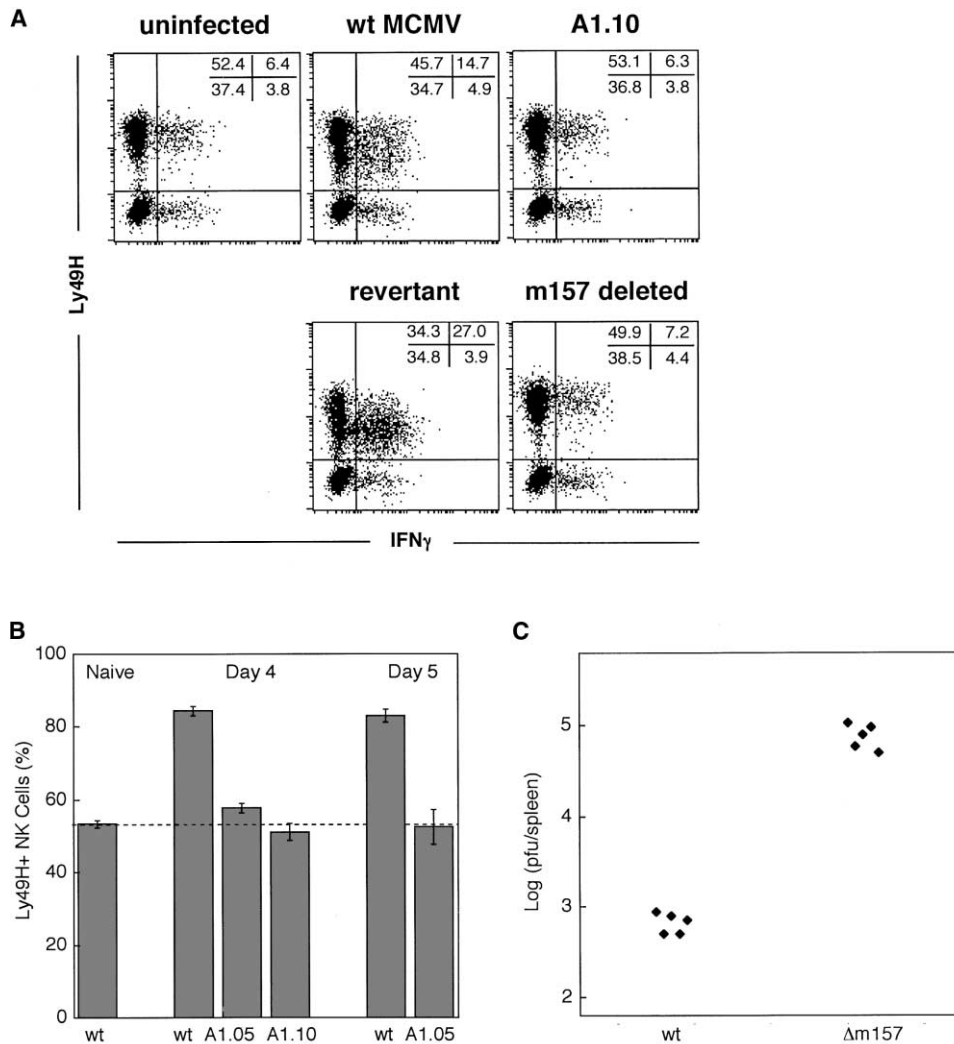 A
uninfected
wt MCMV
A1.10
52.4 6.4
37.4 3.8
45.7 14.7
34.7 4.9
53.1 6.3
36.8 3.8
Ly49H
revertant
m157 deleted
34.3 27.0
34.8 3.9
49.9 7.2
38.5 4.4
IFNγ
B
Ly49H+ NK Cells (%)
100
80
60
40
20
0
Naive
Day 4
Day 5
wt
wt A1.05 A1.10
wt A1.05
C
Log (pfu/spleen)
5
4
3
2
wt
Δm157